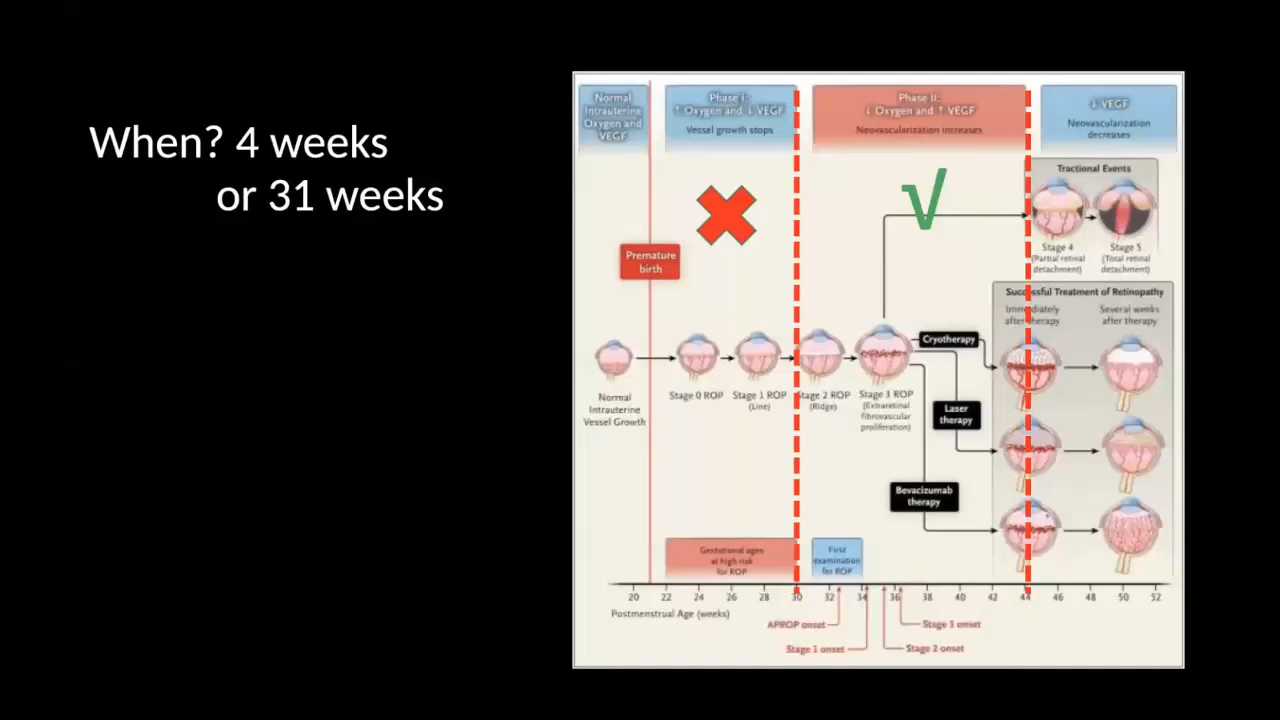 When? 4 weeks
or 31 weeks
Normal
Intrauterine
Oxygen and
VEGF
Phase I:
↑ Oxygen and ↓ VEGF
Vessel growth stops
Phase II:
↓ Oxygen and ↑ VEGF
Neovascularization increases
↓ VEGF
Neovascularization
decreases
√
Tractional Events
Stage 4
(Partial retinal
detachment)
Stage 5
(Total retinal
detachment)
Premature
birth
Successful Treatment of Retinopathy
Immediately
after therapy
Several weeks
after therapy
Cryotherapy
Normal
Intrauterine
Vessel Growth
Stage 0 ROP
Stage 1 ROP
(Line)
Stage 2 ROP
(Ridge)
Stage 3 ROP
(Extraretinal
fibrovascular
proliferation)
Laser
therapy
Bevacizumab
therapy
Gestational ages
at high risk
for ROP
First
examination
for ROP
20 22 24 26 28 30 32 34 36 38 40 42 44 46 48 50 52
Postmenstrual Age (weeks)
APROP onset
Stage 3 onset
Stage 1 onset
Stage 2 onset